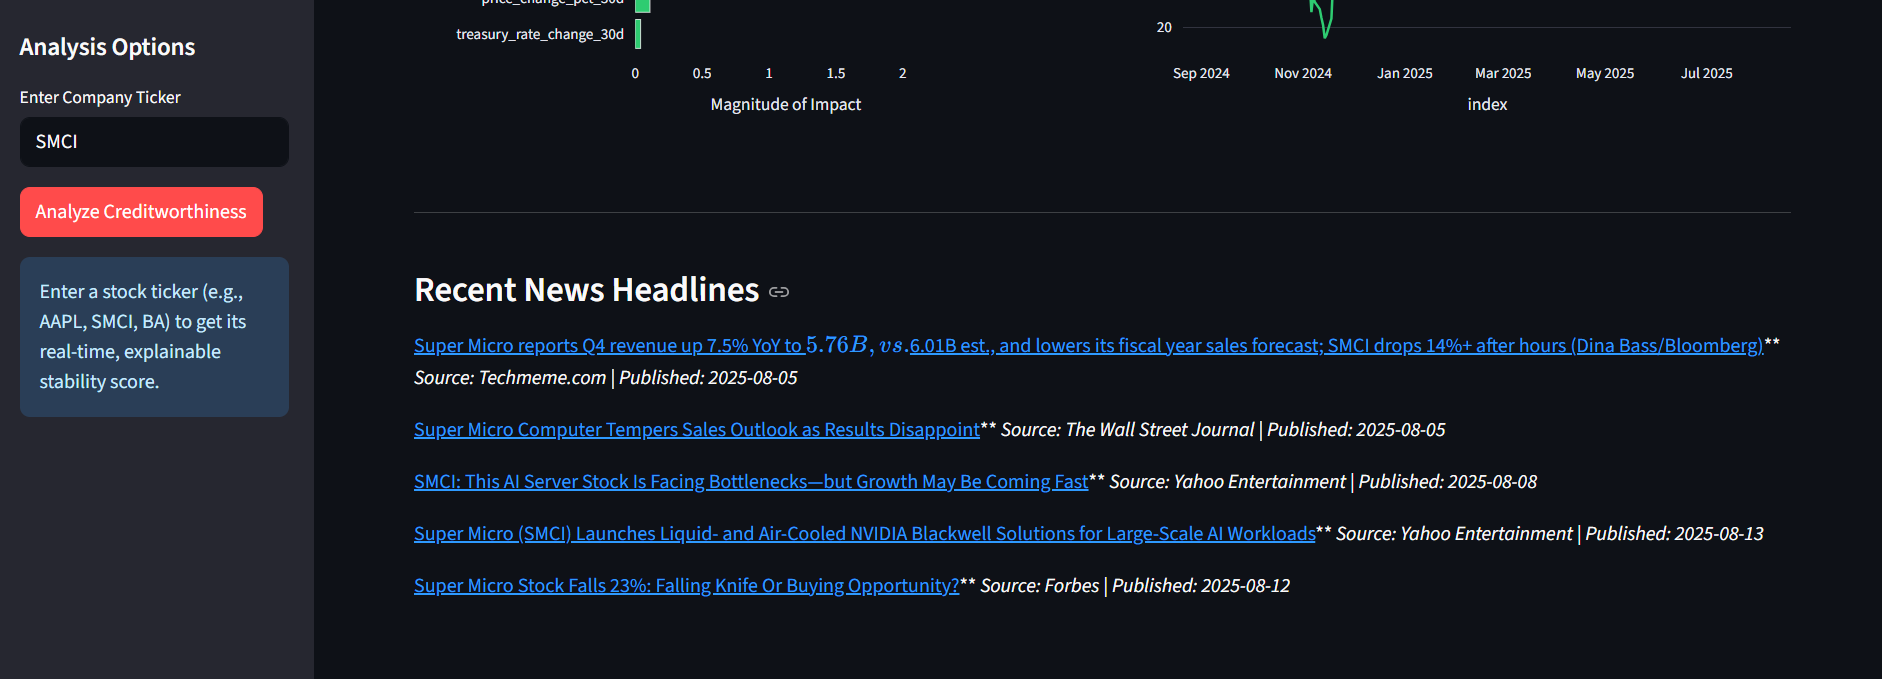 Analysis Options
Enter Company Ticker
SMCI
Analyze Creditworthiness
Enter a stock ticker (e.g.,
AAPL, SMCI, BA) to get its
real-time, explainable
stability score.
price_change_pct_30d
treasury_rate_change_30d
0 0.5 1 1.5 2
Magnitude of Impact
20
Sep 2024 Nov 2024 Jan 2025 Mar 2025 May 2025 Jul 2025
index
Recent News Headlines
Super Micro reports Q4 revenue up 7.5% YoY to 5.76B, vs.6.01B est., and lowers its fiscal year sales forecast; SMCI drops 14%+ after hours (Dina Bass/Bloomberg)**
Source: Techmeme.com | Published: 2025-08-05
Super Micro Computer Tempers Sales Outlook as Results Disappoint** Source: The Wall Street Journal | Published: 2025-08-05
SMCI: This AI Server Stock Is Facing Bottlenecks—but Growth May Be Coming Fast** Source: Yahoo Entertainment | Published: 2025-08-08
Super Micro (SMCI) Launches Liquid- and Air-Cooled NVIDIA Blackwell Solutions for Large-Scale AI Workloads** Source: Yahoo Entertainment | Published: 2025-08-13
Super Micro Stock Falls 23%: Falling Knife Or Buying Opportunity?** Source: Forbes | Published: 2025-08-12